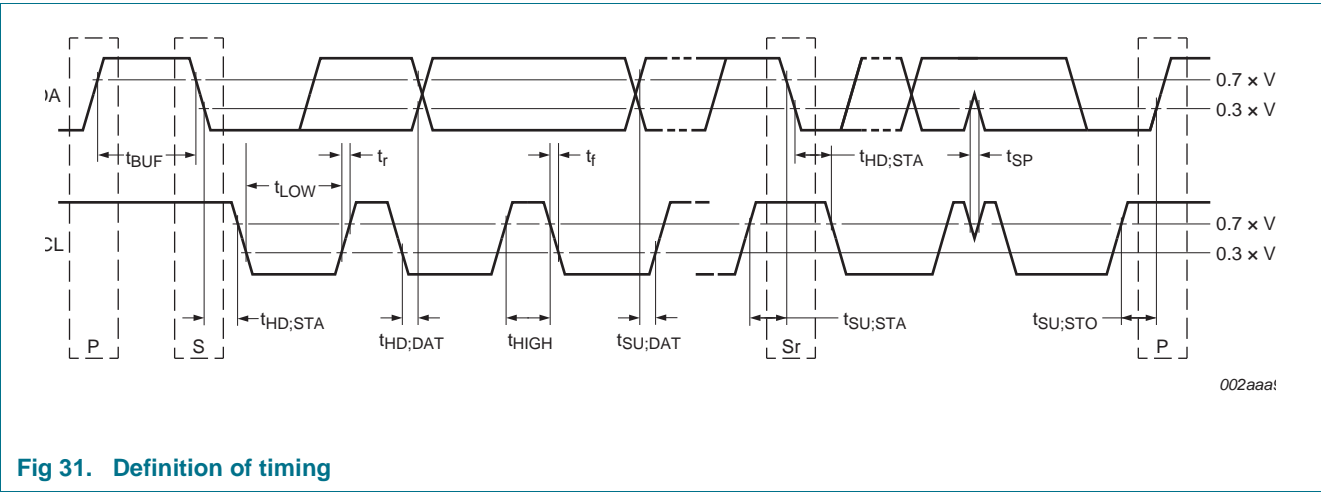 0.7 × V
0.3 × V
DA
tBUF
tr
tf
tHD;STA
tSP
tLOW
0.7 × V
0.3 × V
CL
tHD;STA
tHD;DAT
tHIGH
tSU;DAT
tSU;STA
tSU;STO
P
S
Sr
P
002aaa
Fig 31. Definition of timing